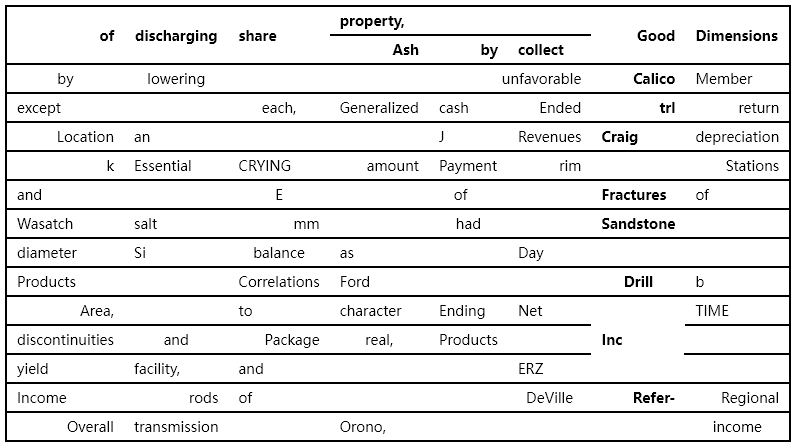 property,
of discharging share Good Dimensions
Ash by collect
by lowering unfavorable Calico Member
except each, Generalized cash Ended trl return
Location an J Revenues Craig depreciation
k Essential CRYING amount Payment rim Stations
and E of Fractures of
Wasatch salt mm had Sandstone
diameter Si balance as Day
Products Correlations Ford Drill b
Area, to character Ending Net TIME
discontinuities and Package real, Products Inc
yield facility, and ERZ
Income rods of DeVille Refer- Regional
Overall transmission Orono, income